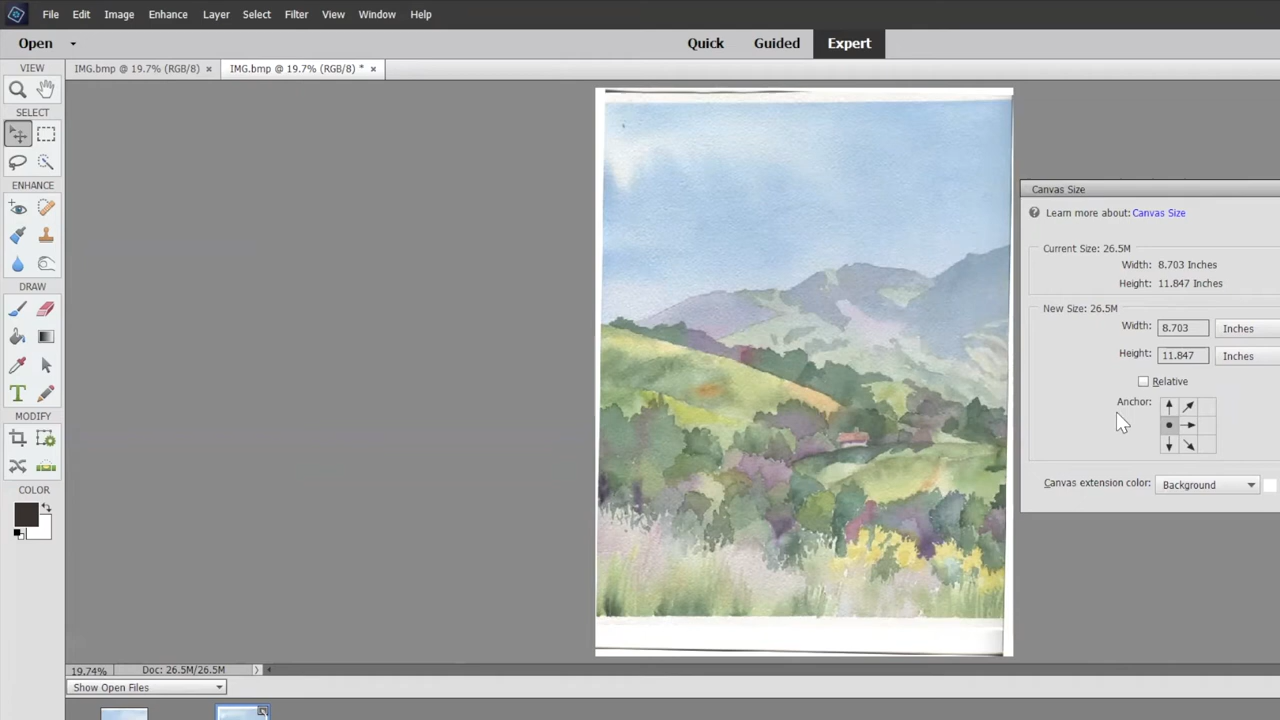 File Edit Image Enhance Layer Select Filter View Window Help
Open Quick Guided Expert
VIEW
IMG.bmp @ 19.7% (RGB/8) × IMG.bmp @ 19.7% (RGB/8) * ×
SELECT
ENHANCE
DRAW
T
MODIFY
COLOR
Canvas Size
Learn more about: Canvas Size
Current Size: 26.5M
Width: 8.703 Inches
Height: 11.847 Inches
New Size: 26.5M
Width: 8.703 Inches
Height: 11.847 Inches
Relative
Anchor:
Canvas extension color: Background
19.74% Doc: 26.5M/26.5M
Show Open Files